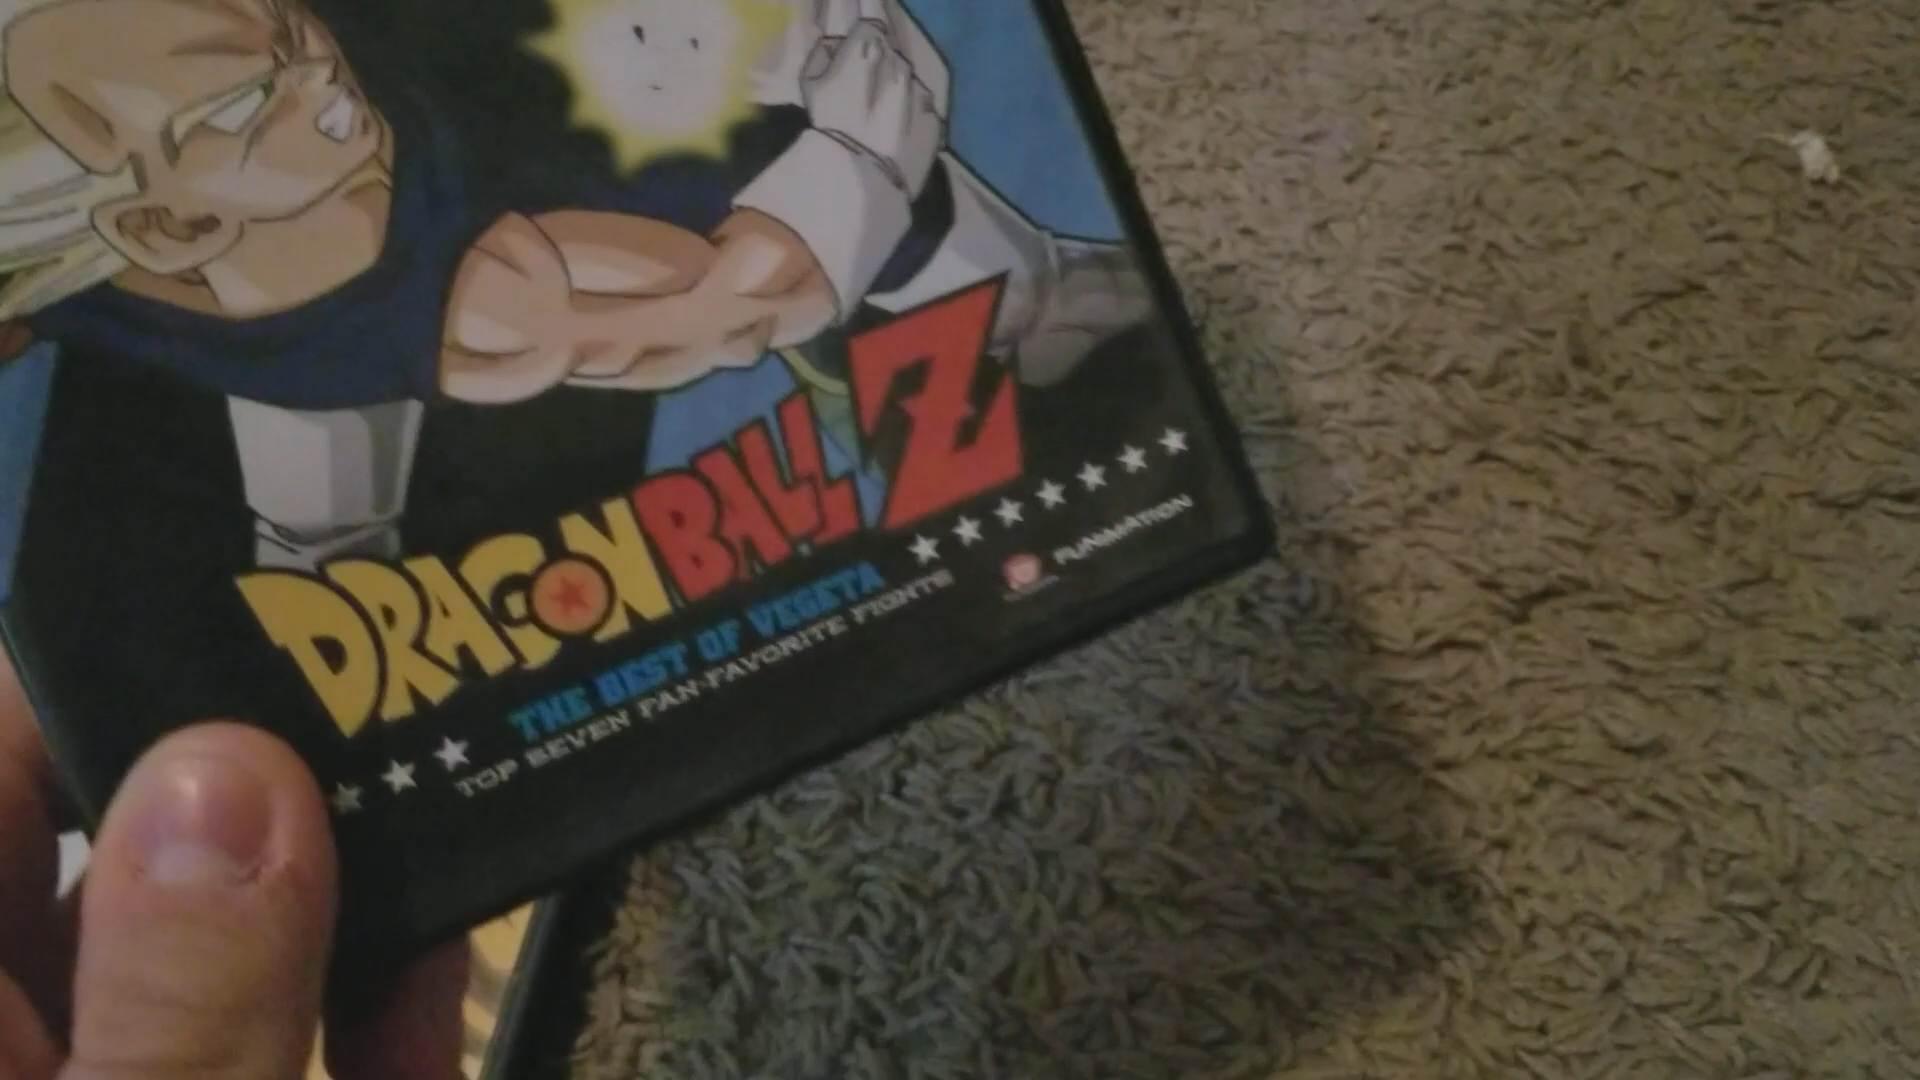 DRAGON BALL Z
THE BEST OF VEGETA
TOP SEVEN FAN-FAVORITE FIGHTS
FUNIMATION